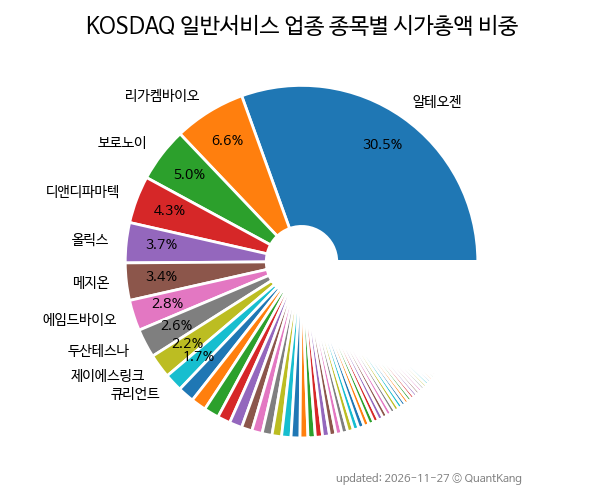 KOSDAQ 일반서비스 업종 종목별 시가총액 비중
알테오젠
30.5%
리가켐바이오
6.6%
보로노이
5.0%
디앤디파마텍
4.3%
올릭스
3.7%
메지온
3.4%
에임드바이오
2.8%
두산테스나
2.6%
제이에스링크
2.2%
큐리언트
1.7%
updated: 2026-11-27 ⓒ QuantKang